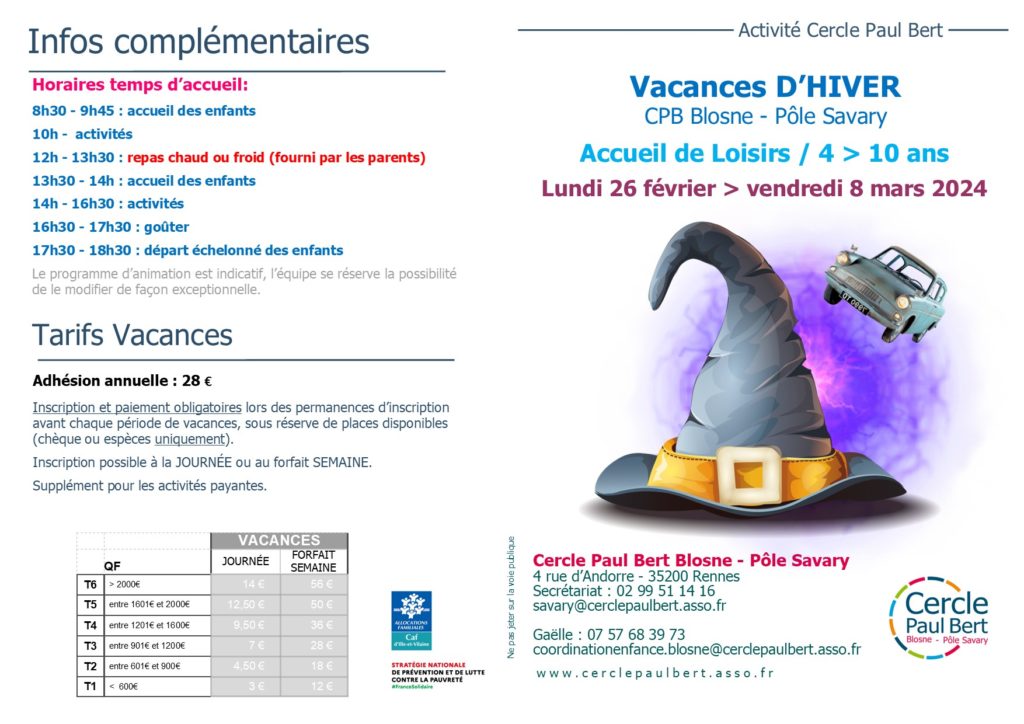 Infos complémentaires
Horaires temps d’accueil:
8h30 - 9h45 : accueil des enfants
10h -  activités
12h - 13h30 : repas chaud ou froid (fourni par les parents)
13h30 - 14h : accueil des enfants
14h - 16h30 : activités
16h30 - 17h30 : goûter
17h30 - 18h30 : départ échelonné des enfants
Le programme d’animation est indicatif, l’équipe se réserve la possibilité
de le modifier de façon exceptionnelle.
Tarifs Vacances
Adhésion annuelle : 28 €
Inscription et paiement obligatoires lors des permanences d’inscription
avant chaque période de vacances, sous réserve de places disponibles
(chèque ou espèces uniquement).
Inscription possible à la JOURNÉE ou au forfait SEMAINE.
Supplément pour les activités payantes.
VACANCES
QF JOURNÉE FORFAIT SEMAINE
T6 > 2000€ 14 € 56 €
T5 entre 1601€ et 2000€ 12,50 € 50 €
T4 entre 1201€ et 1600€ 9,50 € 36 €
T3 entre 901€ et 1200€ 7 € 28 €
T2 entre 601€ et 900€ 4,50 € 18 €
T1 < 600€ 3 € 12 €
ALLOCATIONS
FAMILIALES
Caf
d'Ille-et-Vilaine
STRATÉGIE NATIONALE
DE PRÉVENTION ET DE LUTTE
CONTRE LA PAUVRETÉ
#FranceSolidaire
Activité Cercle Paul Bert
Vacances D’HIVER
CPB Blosne - Pôle Savary
Accueil de Loisirs / 4 > 10 ans
Lundi 26 février > vendredi 8 mars 2024
Ne pas jeter sur la voie publique
Cercle Paul Bert Blosne - Pôle Savary
4 rue d’Andorre - 35200 Rennes
Secrétariat : 02 99 51 14 16
savary@cerclepaulbert.asso.fr
Gaëlle : 07 57 68 39 73
coordinationenfance.blosne@cerclepaulbert.asso.fr
www.cerclepaulbert.asso.fr
Cercle
Paul Bert
Blosne - Pôle Savary